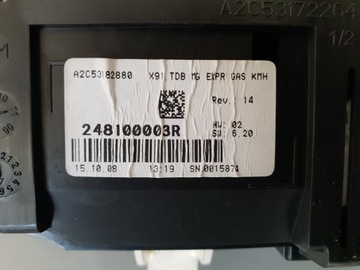 A2C53172264
1/2
A2C53182880 X91 TDB MG EXPR GAS KMH
Rev.: 14
248100003R
HW: 02
SW: 6.20
15.10.08 13:19 SN.0015874